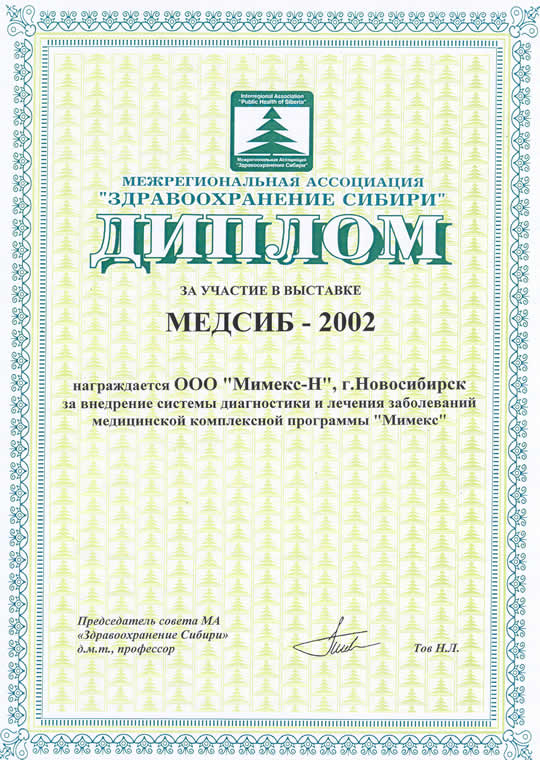 Interregional Association
"Public Health of Siberia"
Межрегиональная Ассоциация
"Здравоохранение Сибири"
МЕЖРЕГИОНАЛЬНАЯ АССОЦИАЦИЯ
"ЗДРАВООХРАНЕНИЕ СИБИРИ"
ДИПЛОМ
ЗА УЧАСТИЕ В ВЫСТАВКЕ
МЕДСИБ - 2002
награждается ООО "Мимекс-Н", г.Новосибирск
за внедрение системы диагностики и лечения заболеваний
медицинской комплексной программы "Мимекс"
Председатель совета МА
«Здравоохранение Сибири»
д.м.т., профессор
Тов Н.Л.